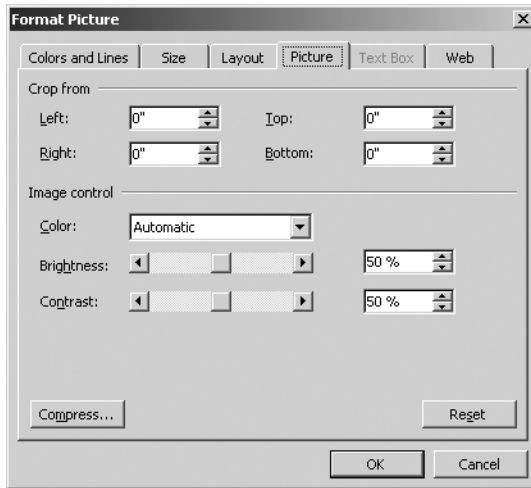 Format Picture
Colors and Lines Size Layout Picture Text Box Web
Crop from
Left: 0" Top: 0"
Right: 0" Bottom: 0"
Image control
Color: Automatic
Brightness: 50 %
Contrast: 50 %
Compress... Reset
OK Cancel